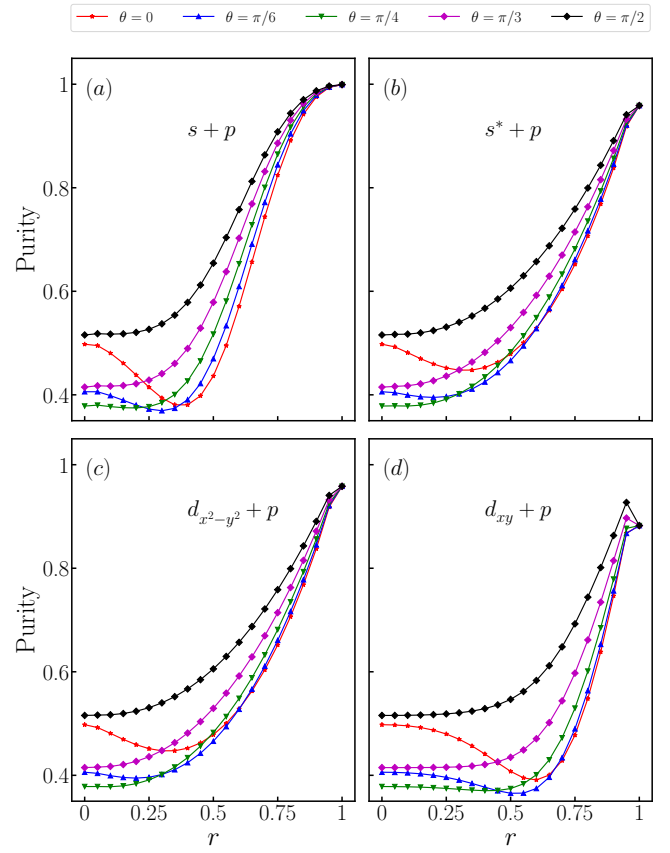 θ = 0 θ = π/6 θ = π/4 θ = π/3 θ = π/2
(a) s + p
(b) s* + p
Purity
1
0.8
0.6
0.4
(c) d_{x²−y²} + p
(d) d_{xy} + p
Purity
1
0.8
0.6
0.4
0 0.25 0.5 0.75 1
0 0.25 0.5 0.75 1
r r